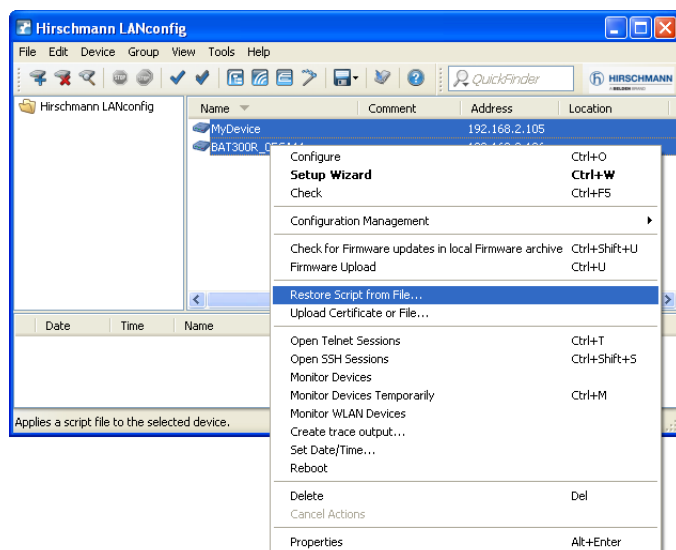 Hirschmann LANconfig
File Edit Device Group View Tools Help
QuickFinder
HIRSCHMANN
A BELDEN BRAND
Hirschmann LANconfig
Name Comment Address Location
MyDevice 192.168.2.105
Configure Ctrl+O
Setup Wizard Ctrl+W
Check Ctrl+F5
Configuration Management
Check for Firmware updates in local Firmware archive Ctrl+Shift+U
Firmware Upload Ctrl+U
Restore Script from File...
Upload Certificate or File...
Date Time Name
Open Telnet Sessions Ctrl+T
Open SSH Sessions Ctrl+Shift+S
Monitor Devices
Monitor Devices Temporarily Ctrl+M
Monitor WLAN Devices
Applies a script file to the selected device.
Create trace output...
Set Date/Time...
Reboot
Delete Del
Cancel Actions
Properties Alt+Enter